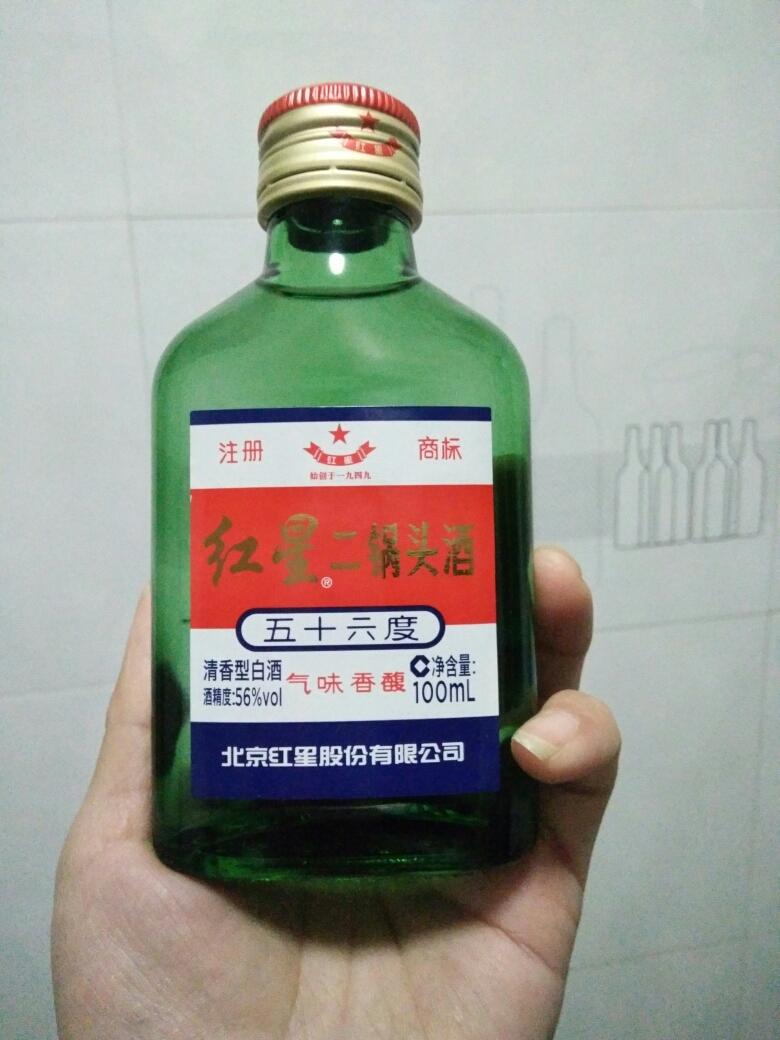 红星
注册 商标
红星
始创于一九四九
红星®二锅头酒
五十六度
清香型白酒
酒精度:56%vol
气味香馥
净含量:
100mL
北京红星股份有限公司